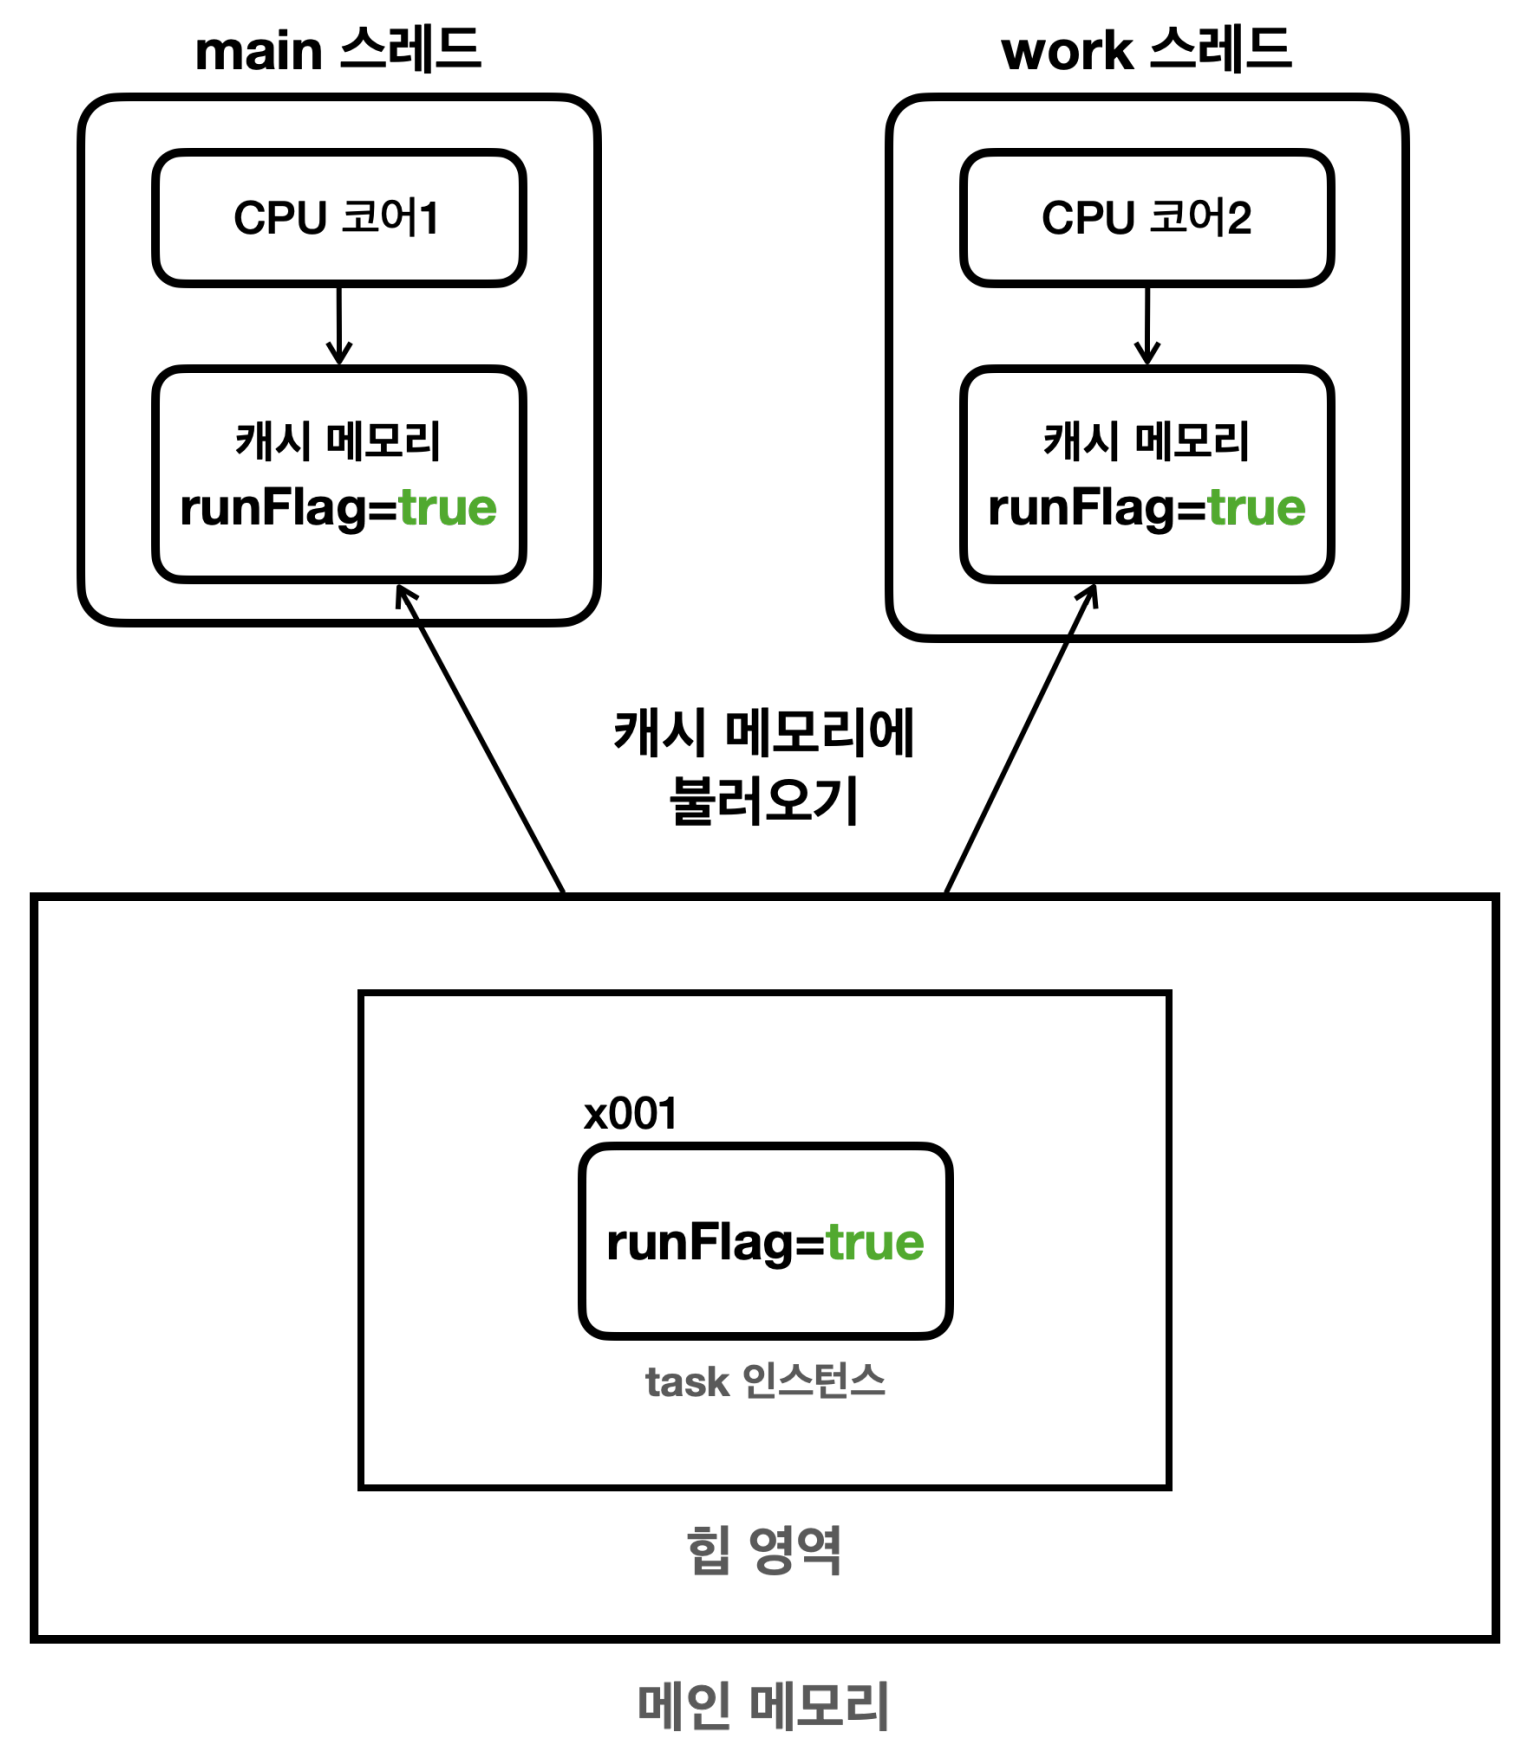 main 스레드
work 스레드
CPU 코어1
CPU 코어2
캐시 메모리
runFlag=true
캐시 메모리
runFlag=true
캐시 메모리에
불러오기
x001
runFlag=true
task 인스턴스
힙 영역
메인 메모리